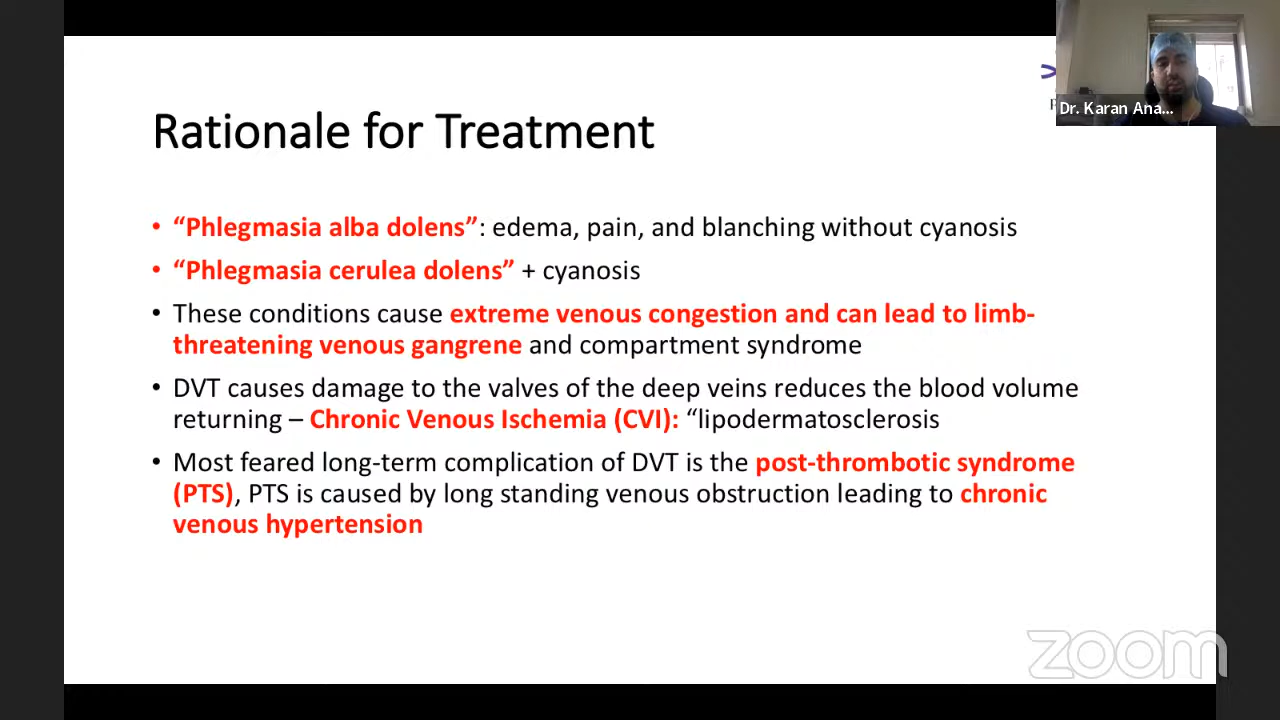 Rationale for Treatment
Dr. Karan Ana...
• “Phlegmasia alba dolens”: edema, pain, and blanching without cyanosis
• “Phlegmasia cerulea dolens” + cyanosis
• These conditions cause extreme venous congestion and can lead to limb-
threatening venous gangrene and compartment syndrome
• DVT causes damage to the valves of the deep veins reduces the blood volume
returning – Chronic Venous Ischemia (CVI): “lipodermatosclerosis
• Most feared long-term complication of DVT is the post-thrombotic syndrome
(PTS), PTS is caused by long standing venous obstruction leading to chronic
venous hypertension
zoom